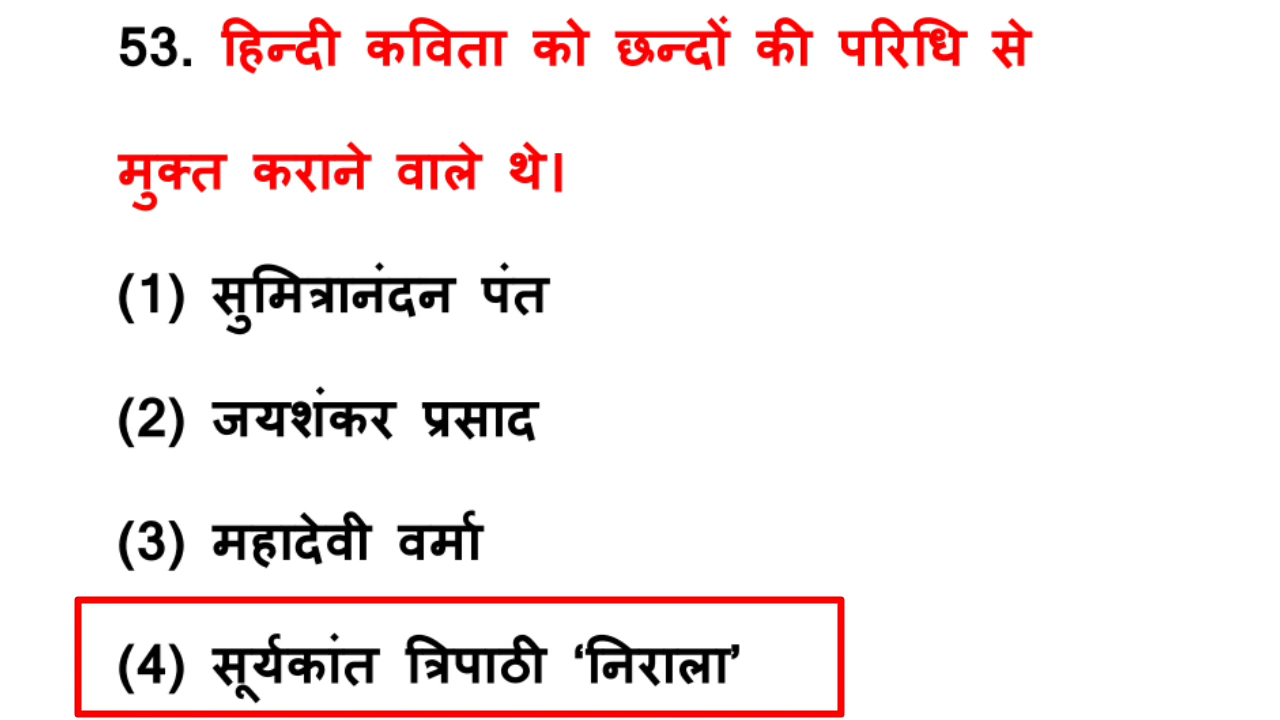 53. हिन्दी कविता को छन्दों की परिधि से
मुक्त कराने वाले थे।
(1) सुमित्रानंदन पंत
(2) जयशंकर प्रसाद
(3) महादेवी वर्मा
(4) सूर्यकांत त्रिपाठी ‘निराला’